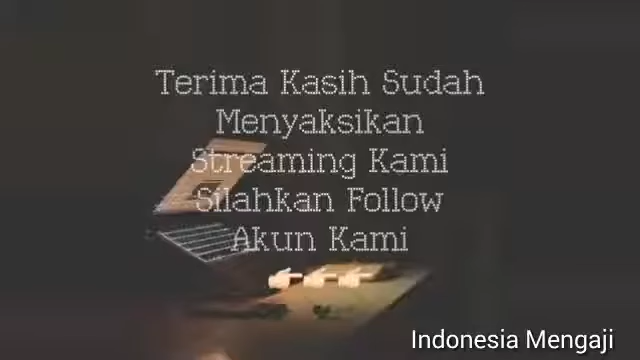 Terima Kasih Sudah
Menyaksikan
Streaming Kami
Silahkan Follow
Akun Kami
Indonesia Mengaji